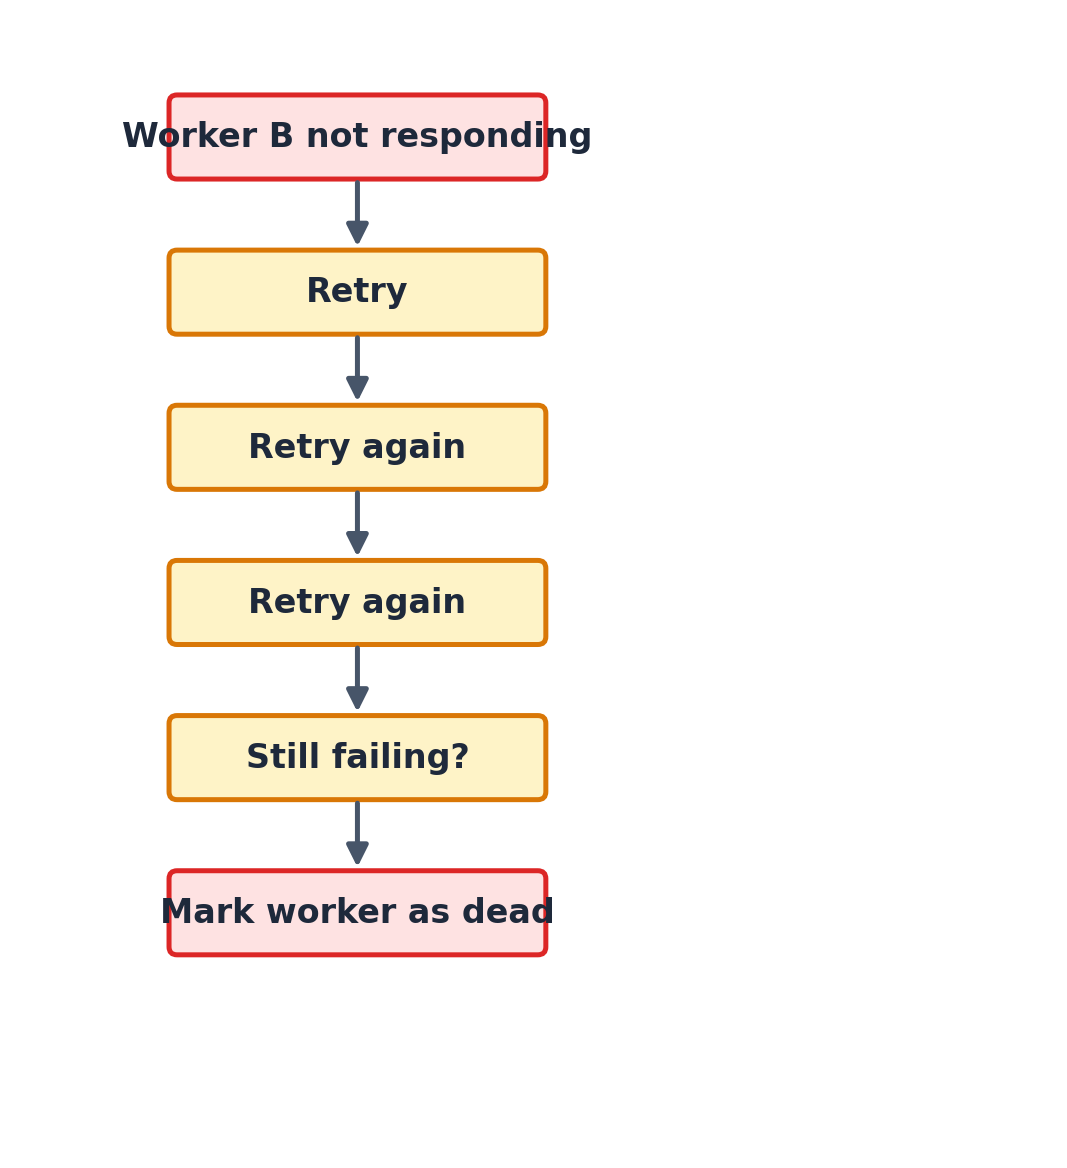 Worker B not responding
Retry
Retry again
Retry again
Still failing?
Mark worker as dead